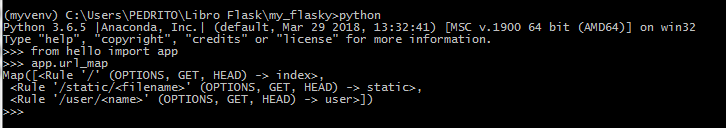 (myvenv) C:\Users\PEDRITO\Libro Flask\my_flasky>python
Python 3.6.5 |Anaconda, Inc.| (default, Mar 29 2018, 13:32:41) [MSC v.1900 64 bit (AMD64)] on win32
Type "help", "copyright", "credits" or "license" for more information.
>>> from hello import app
>>> app.url_map
Map([<Rule '/' (OPTIONS, GET, HEAD) -> index>,
 <Rule '/static/<filename>' (OPTIONS, GET, HEAD) -> static>,
 <Rule '/user/<name>' (OPTIONS, GET, HEAD) -> user>])
>>>